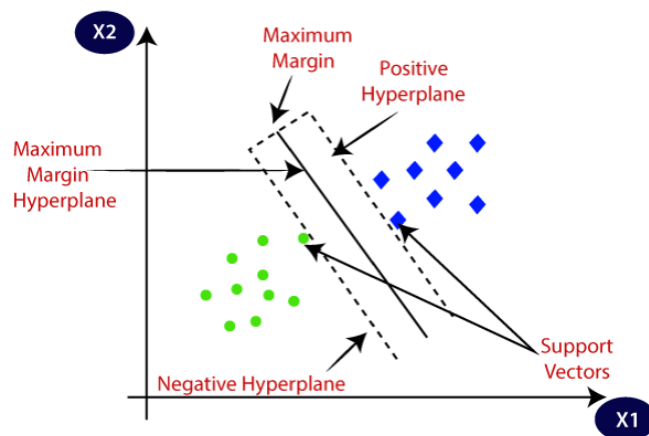 X2
Maximum
Margin
Positive
Hyperplane
Maximum
Margin
Hyperplane
Support
Vectors
Negative Hyperplane
X1